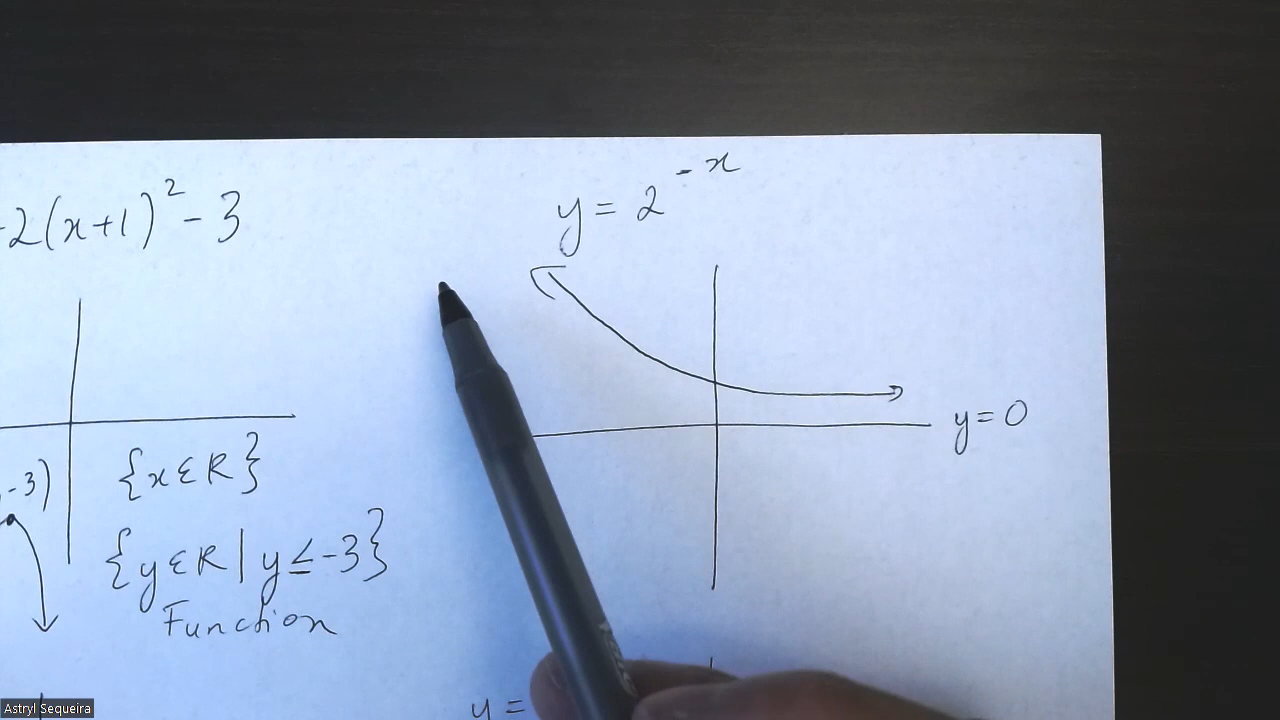 -2(x+1)² - 3
y = 2^-x
y = 0
, -3)
{x ε R}
{y ε R | y ≤ -3}
Function
y =
Astryl Sequeira